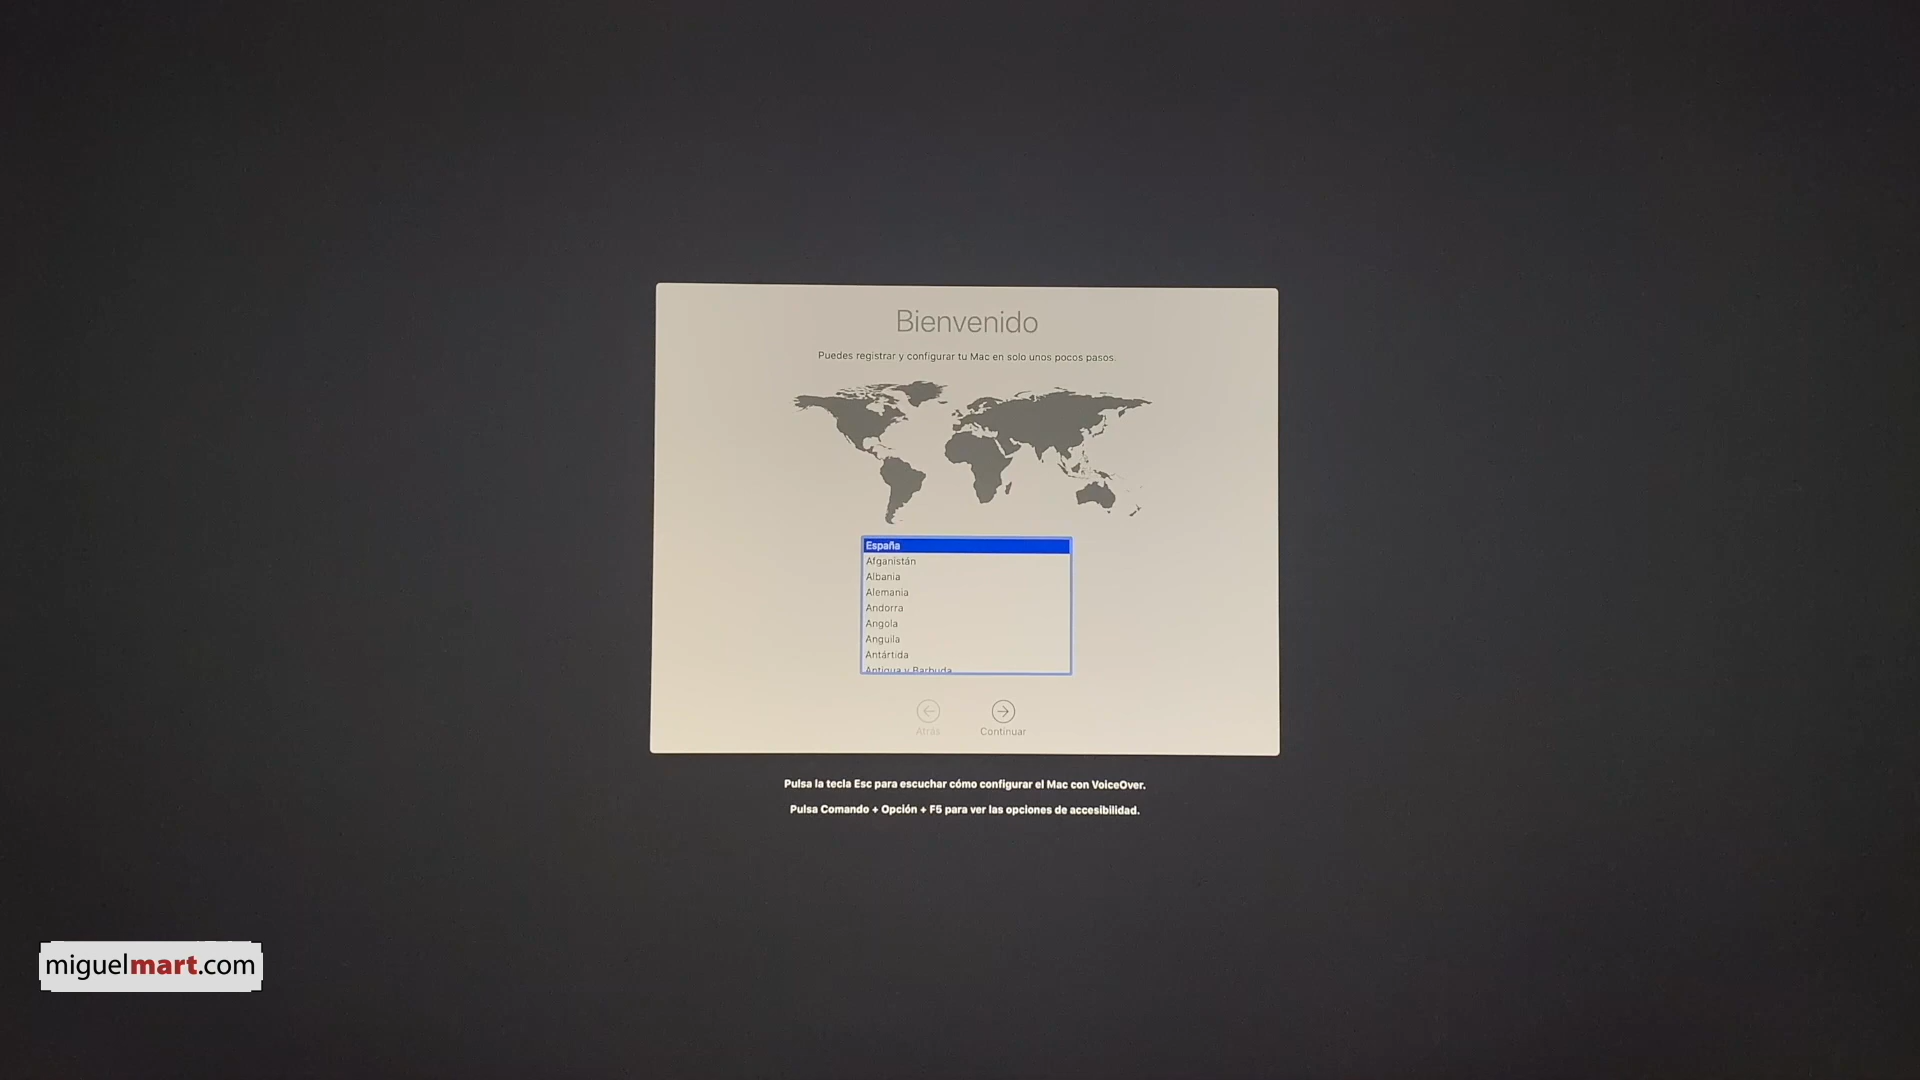 Bienvenido
Puedes registrar y configurar tu Mac en solo unos pocos pasos.
España
Afganistán
Albania
Alemania
Andorra
Angola
Anguila
Antártida
Antigua y Barbuda
Atrás
Continuar
Pulsa la tecla Esc para escuchar cómo configurar el Mac con VoiceOver.
Pulsa Comando + Opción + F5 para ver las opciones de accesibilidad.
miguelmart.com